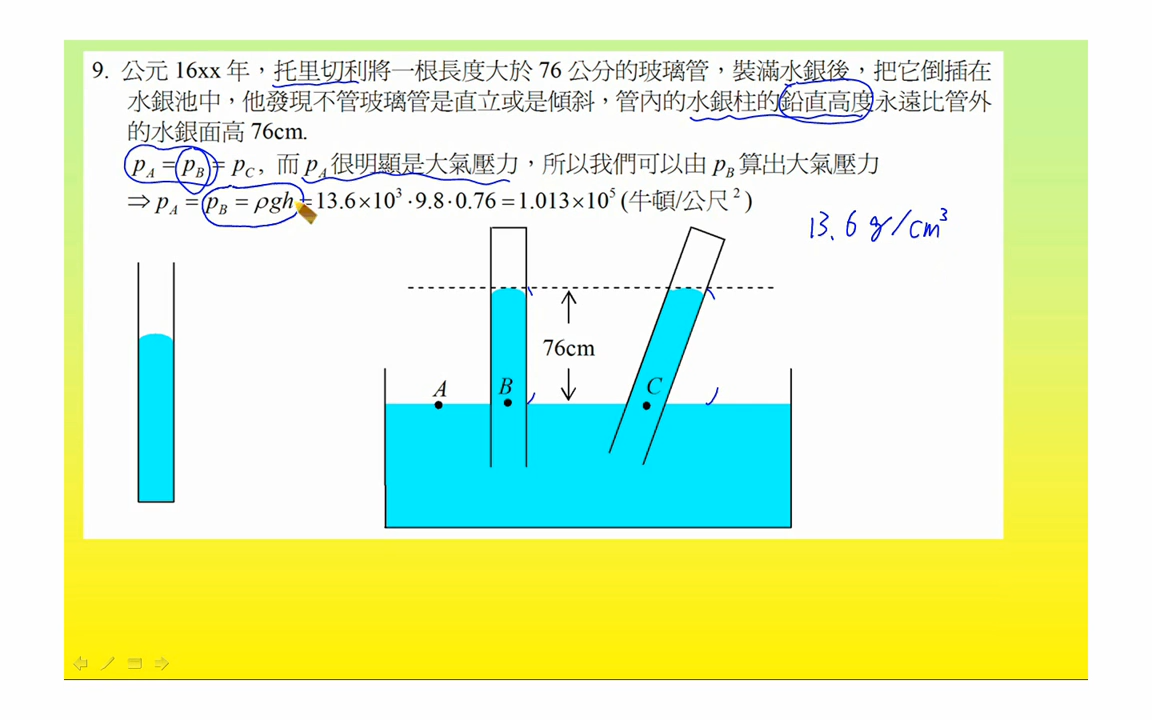 9. 公元 16xx 年，托里切利將一根長度大於 76 公分的玻璃管，裝滿水銀後，把它倒插在
水銀池中，他發現不管玻璃管是直立或是傾斜，管內的水銀柱的鉛直高度永遠比管外
的水銀面高 76cm.
p_A = p_B = p_C, 而 p_A 很明顯是大氣壓力，所以我們可以由 p_B 算出大氣壓力
⇒ p_A = p_B = ρgh = 13.6×10³ · 9.8 · 0.76 = 1.013×10⁵ (牛頓/公尺²)
13.6 g/cm³
76cm
A
B
C